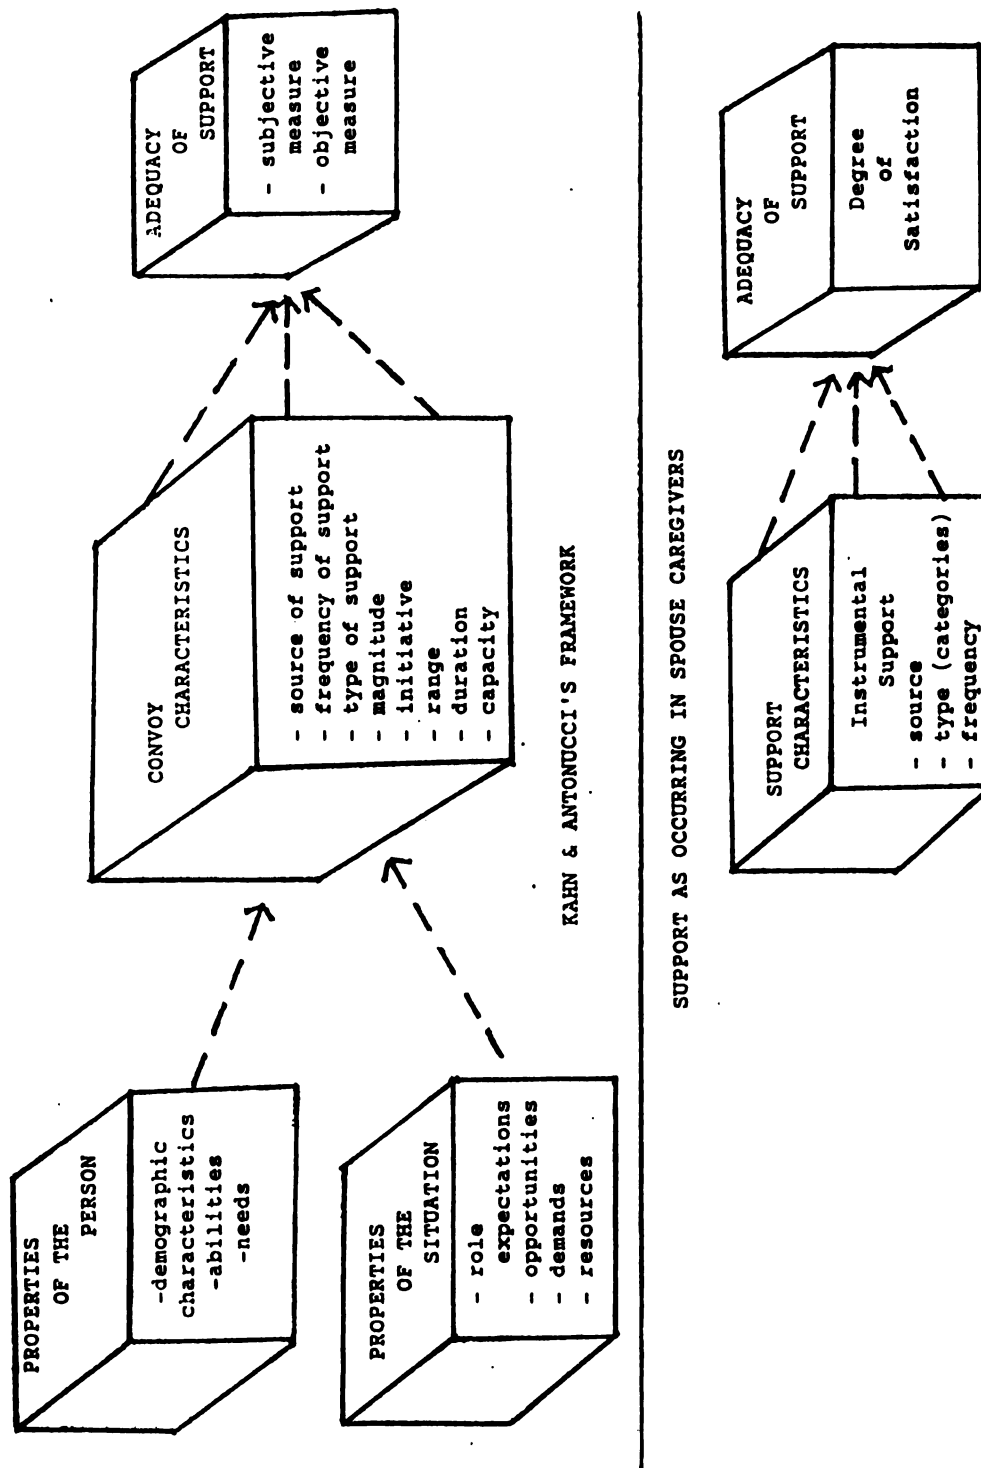 PROPERTIES
OF THE
PERSON
-demographic
characteristics
-abilities
-needs
PROPERTIES
OF THE
SITUATION
- role
expectations
- opportunities
- demands
- resources
CONVOY
CHARACTERISTICS
- source of support
- frequency of support
- type of support
- magnitude
- initiative
- range
- duration
- capacity
ADEQUACY
OF
SUPPORT
- subjective
measure
- objective
measure
KAHN & ANTONUCCI'S FRAMEWORK
SUPPORT AS OCCURRING IN SPOUSE CAREGIVERS
SUPPORT
CHARACTERISTICS
Instrumental
Support
- source
- type (categories)
- frequency
ADEQUACY
OF
SUPPORT
Degree
of
Satisfaction